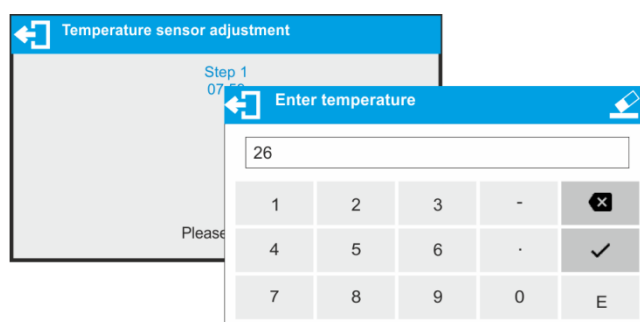 Temperature sensor adjustment
Step 1
Enter temperature
26
1 2 3 -
Please
4 5 6 .
7 8 9 0 E